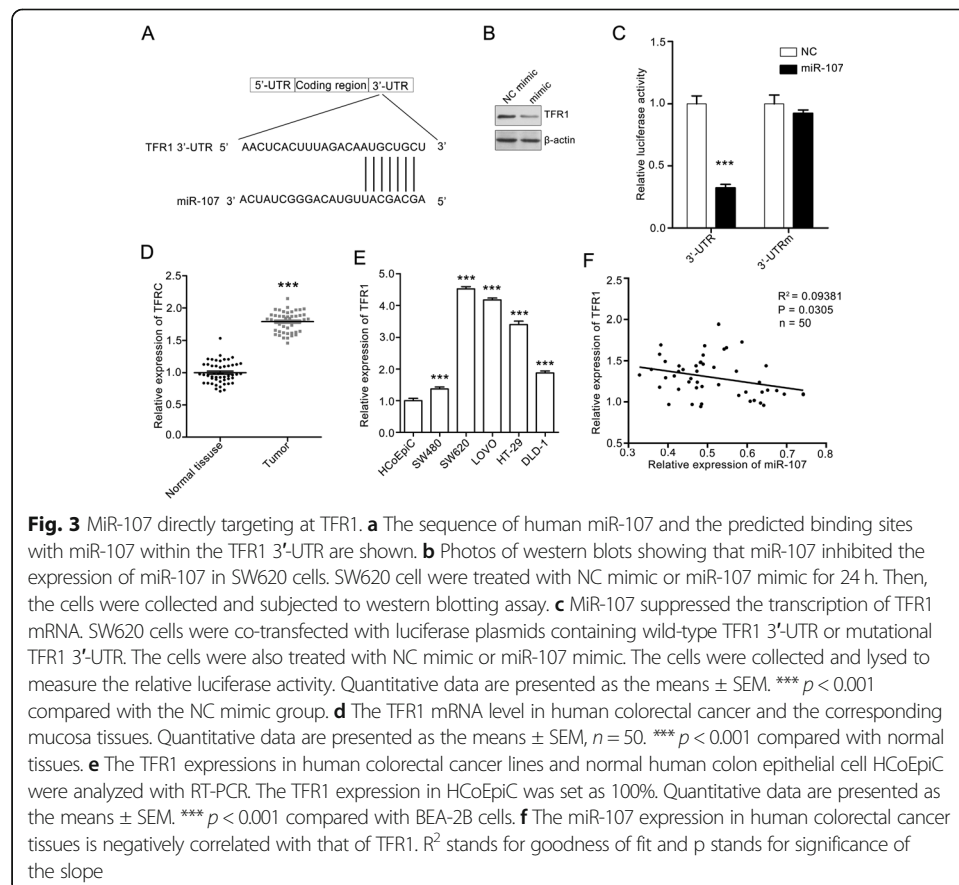 A
5'-UTR Coding region 3'-UTR
TFR1 3'-UTR 5' AACUCACUUUAGACAAUGCUGCU 3'
miR-107 3' ACUAUCGGGACAUGUUACGACGA 5'
B
NC mimic
mimic
TFR1
β-actin
C
NC
miR-107
Relative luciferase activity
1.5
1.0
0.5
0.0
***
3'-UTR
3'-UTRm
D
Relative expression of TFRC
2.5
2.0
1.5
1.0
0.5
0.0
***
Normal tissuse
Tumor
E
Relative expression of TFR1
5.0
4.0
3.0
2.0
1.0
0.0
***
***
***
***
***
HCoEpiC
SW480
SW620
LOVO
HT-29
DLD-1
F
Relative expression of TFR1
2.5
2.0
1.5
1.0
0.5
R² = 0.09381
P = 0.0305
n = 50
0.3 0.4 0.5 0.6 0.7 0.8
Relative expression of miR-107
Fig. 3 MiR-107 directly targeting at TFR1. a The sequence of human miR-107 and the predicted binding sites
with miR-107 within the TFR1 3′-UTR are shown. b Photos of western blots showing that miR-107 inhibited the
expression of miR-107 in SW620 cells. SW620 cell were treated with NC mimic or miR-107 mimic for 24 h. Then,
the cells were collected and subjected to western blotting assay. c MiR-107 suppressed the transcription of TFR1
mRNA. SW620 cells were co-transfected with luciferase plasmids containing wild-type TFR1 3′-UTR or mutational
TFR1 3′-UTR. The cells were also treated with NC mimic or miR-107 mimic. The cells were collected and lysed to
measure the relative luciferase activity. Quantitative data are presented as the means ± SEM. *** p < 0.001
compared with the NC mimic group. d The TFR1 mRNA level in human colorectal cancer and the corresponding
mucosa tissues. Quantitative data are presented as the means ± SEM, n = 50. *** p < 0.001 compared with normal
tissues. e The TFR1 expressions in human colorectal cancer lines and normal human colon epithelial cell HCoEpiC
were analyzed with RT-PCR. The TFR1 expression in HCoEpiC was set as 100%. Quantitative data are presented as
the means ± SEM. *** p < 0.001 compared with BEA-2B cells. f The miR-107 expression in human colorectal cancer
tissues is negatively correlated with that of TFR1. R² stands for goodness of fit and p stands for significance of
the slope